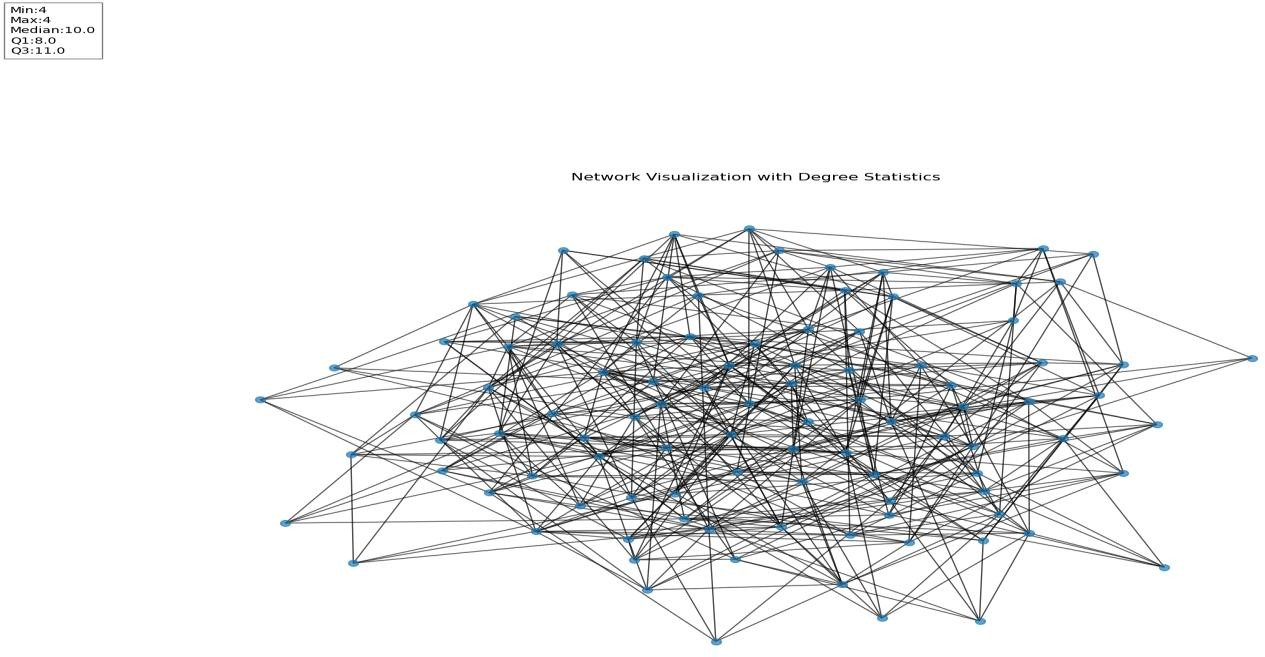 Min:4
Max:4
Median:10.0
Q1:8.0
Q3:11.0
Network Visualization with Degree Statistics